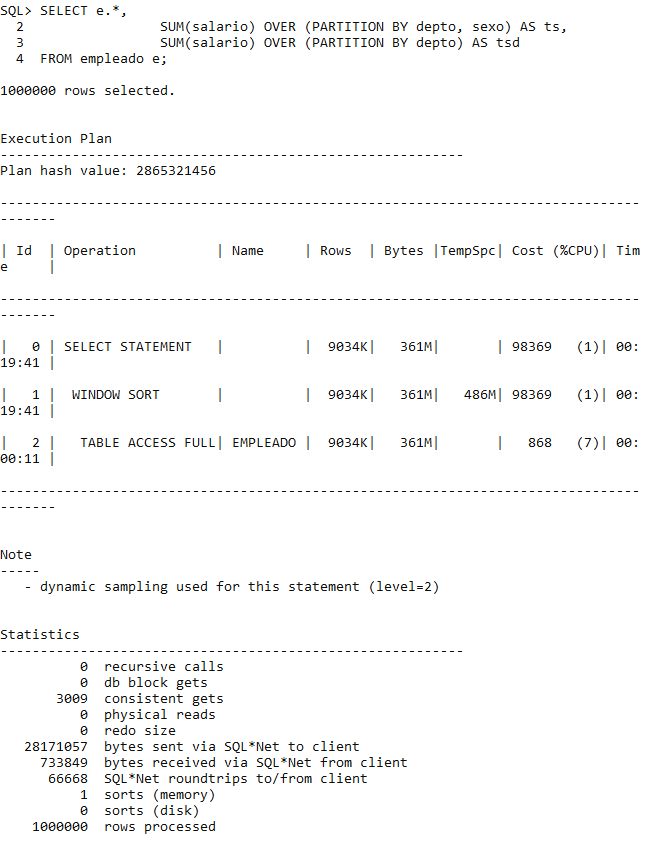 SQL> SELECT e.*,
  2                 SUM(salario) OVER (PARTITION BY depto, sexo) AS ts,
  3                 SUM(salario) OVER (PARTITION BY depto) AS tsd
  4  FROM empleado e;
1000000 rows selected.
Execution Plan
----------------------------------------------------------
Plan hash value: 2865321456
--------------------------------------------------------------------------------
-------
| Id  | Operation          | Name     | Rows  | Bytes |TempSpc| Cost (%CPU)| Tim
e     |
--------------------------------------------------------------------------------
-------
|   0 | SELECT STATEMENT   |          |  9034K|   361M|       | 98369   (1)| 00:
19:41 |
|   1 |  WINDOW SORT       |          |  9034K|   361M|   486M| 98369   (1)| 00:
19:41 |
|   2 |   TABLE ACCESS FULL| EMPLEADO |  9034K|   361M|       |   868   (7)| 00:
00:11 |
--------------------------------------------------------------------------------
-------
Note
-----
   - dynamic sampling used for this statement (level=2)
Statistics
----------------------------------------------------------
          0  recursive calls
          0  db block gets
       3009  consistent gets
          0  physical reads
          0  redo size
   28171057  bytes sent via SQL*Net to client
     733849  bytes received via SQL*Net from client
      66668  SQL*Net roundtrips to/from client
          1  sorts (memory)
          0  sorts (disk)
    1000000  rows processed